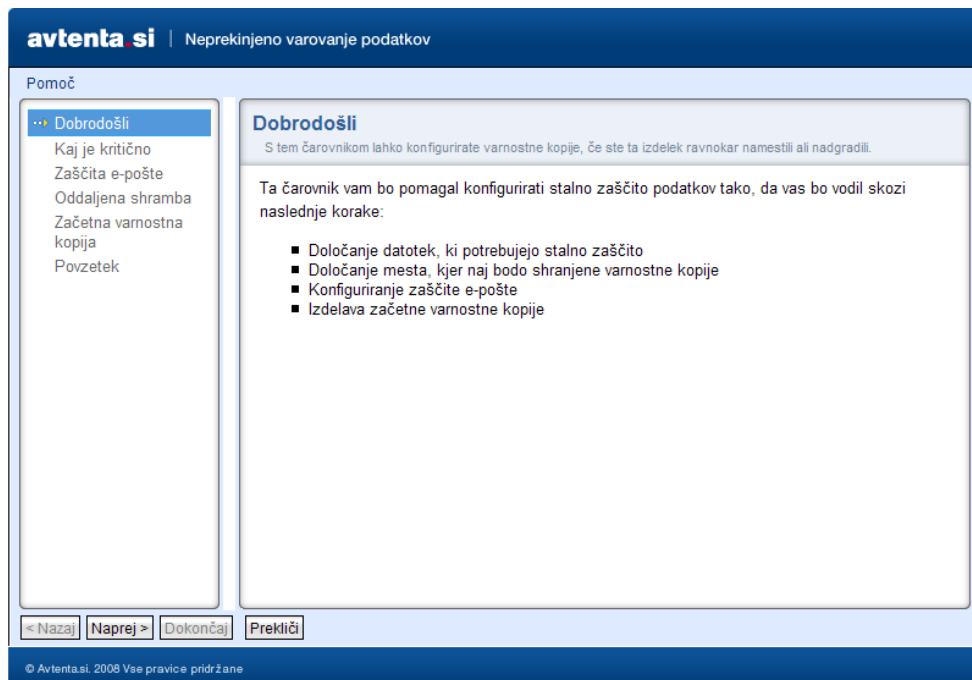 avtenta.si | Neprekinjeno varovanje podatkov
Pomoč
Dobrodošli
Kaj je kritično
Zaščita e-pošte
Oddaljena shramba
Začetna varnostna
kopija
Povzetek
Dobrodošli
S tem čarovnikom lahko konfigurirate varnostne kopije, če ste ta izdelek ravnokar namestili ali nadgradili.
Ta čarovnik vam bo pomagal konfigurirati stalno zaščito podatkov tako, da vas bo vodil skozi
naslednje korake:
Določanje datotek, ki potrebujejo stalno zaščito
Določanje mesta, kjer naj bodo shranjene varnostne kopije
Konfiguriranje zaščite e-pošte
Izdelava začetne varnostne kopije
< Nazaj Naprej > Dokončaj Prekliči
© Avtenta.si. 2008 Vse pravice pridržane